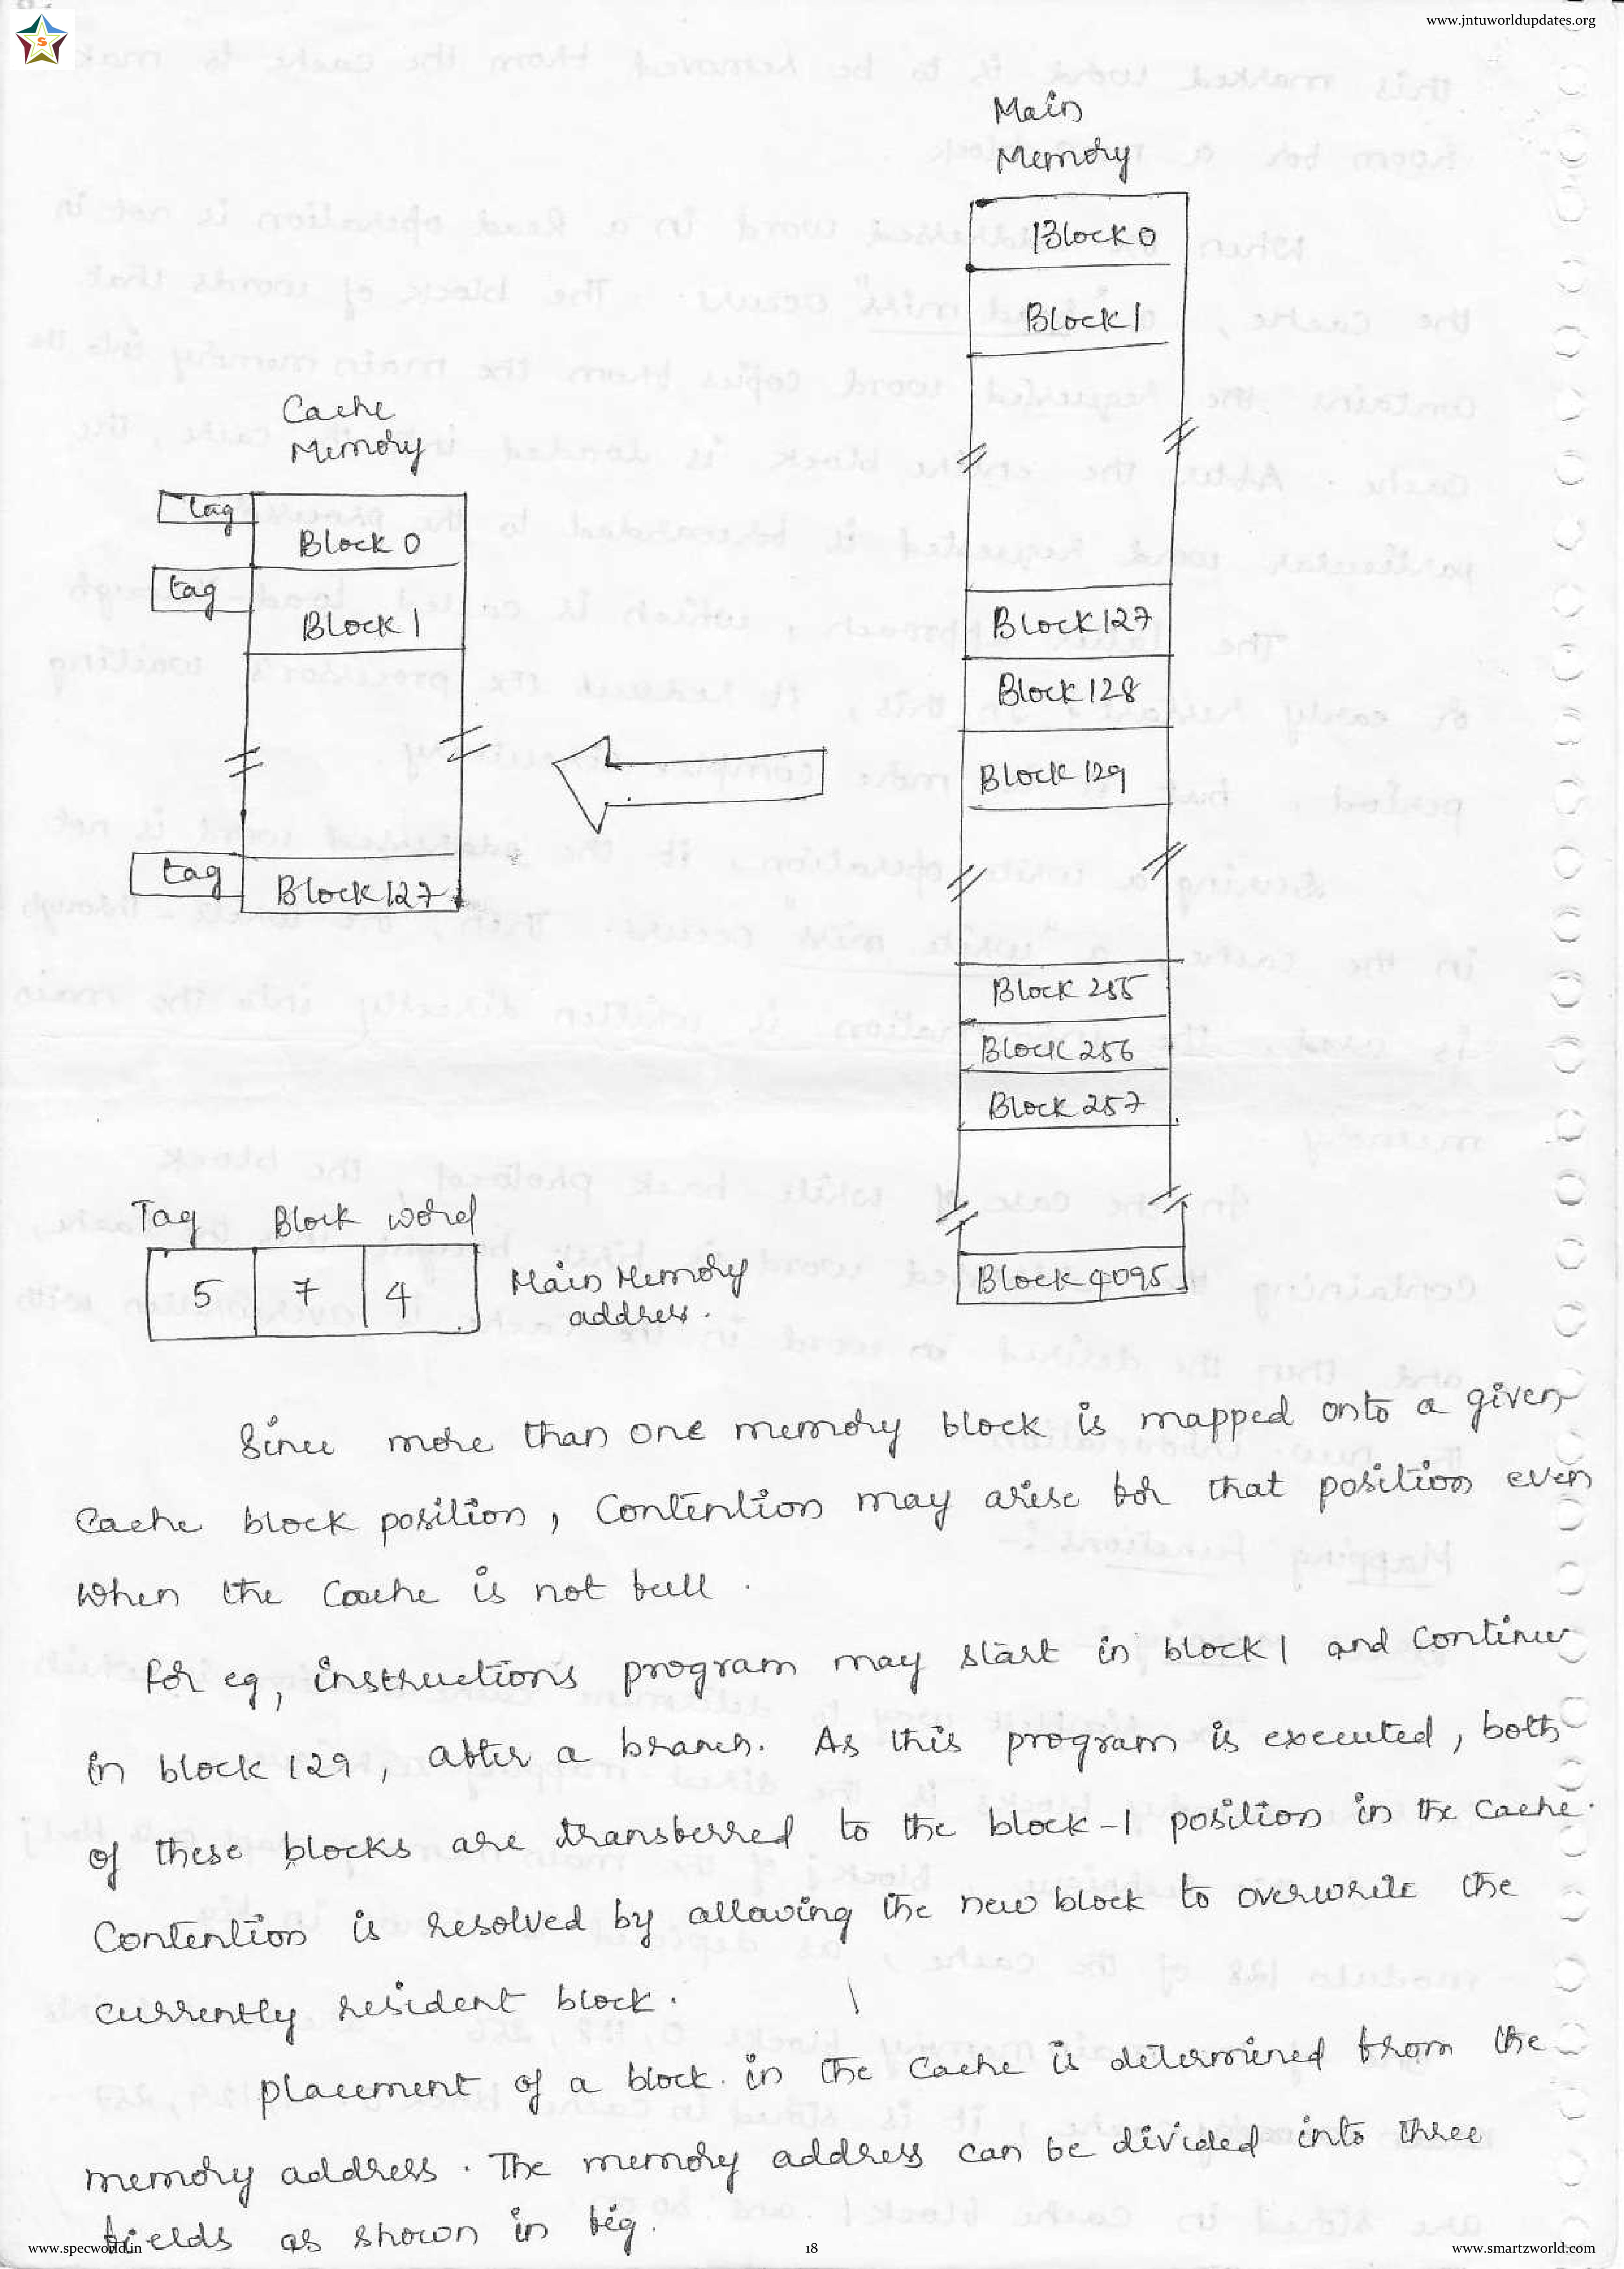 www.jntuworldupdates.org
S
Main
Memory
Block 0
Block 1
Cache
Memory
tag
Block 0
tag
Block 1
Block 127
Block 128
Block 129
tag
Block 127
Block 255
Block 256
Block 257
Tag Block word
5 7 4
Main Memory
address.
Block 4095
Since more than one memory block is mapped onto a given
Cache block position, Contention may arise for that position even
when the Cache is not full.
For eg, instructions program may start in block 1 and Continue
in block 129, after a branch. As this program is executed, both
of these blocks are transferred to the block-1 position in the Cache.
Contention is resolved by allowing the new block to overwrite the
currently resident block.
placement of a block in the Cache is determined from the
memory address. The memory address can be divided into three
fields as shown in fig.
www.specworld.in
18
www.smartzworld.com